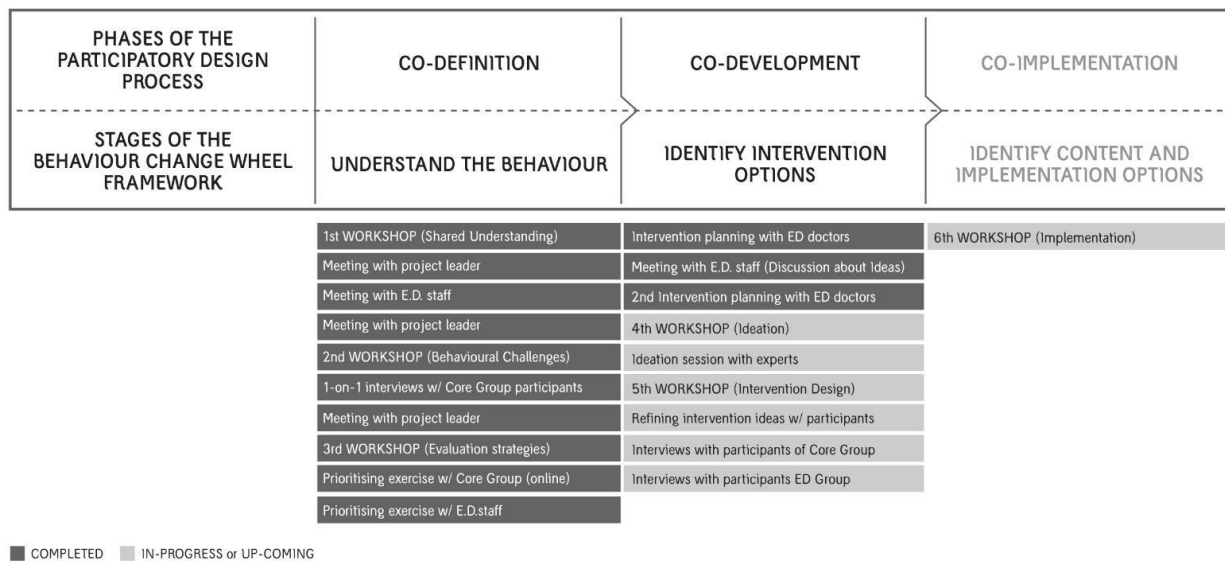 PHASES OF THE
PARTICIPATORY DESIGN
PROCESS
CO-DEFINITION
CO-DEVELOPMENT
CO-IMPLEMENTATION
STAGES OF THE
BEHAVIOUR CHANGE WHEEL
FRAMEWORK
UNDERSTAND THE BEHAVIOUR
IDENTIFY INTERVENTION
OPTIONS
IDENTIFY CONTENT AND
IMPLEMENTATION OPTIONS
1st WORKSHOP (Shared Understanding)
Meeting with project leader
Meeting with E.D. staff
Meeting with project leader
2nd WORKSHOP (Behavioural Challenges)
1-on-1 interviews w/ Core Group participants
Meeting with project leader
3rd WORKSHOP (Evaluation strategies)
Prioritising exercise w/ Core Group (online)
Prioritising exercise w/ E.D.staff
Intervention planning with ED doctors
Meeting with E.D. staff (Discussion about Ideas)
2nd Intervention planning with ED doctors
4th WORKSHOP (Ideation)
Ideation session with experts
5th WORKSHOP (Intervention Design)
Refining intervention ideas w/ participants
Interviews with participants of Core Group
Interviews with participants ED Group
6th WORKSHOP (Implementation)
COMPLETED
IN-PROGRESS or UP-COMING